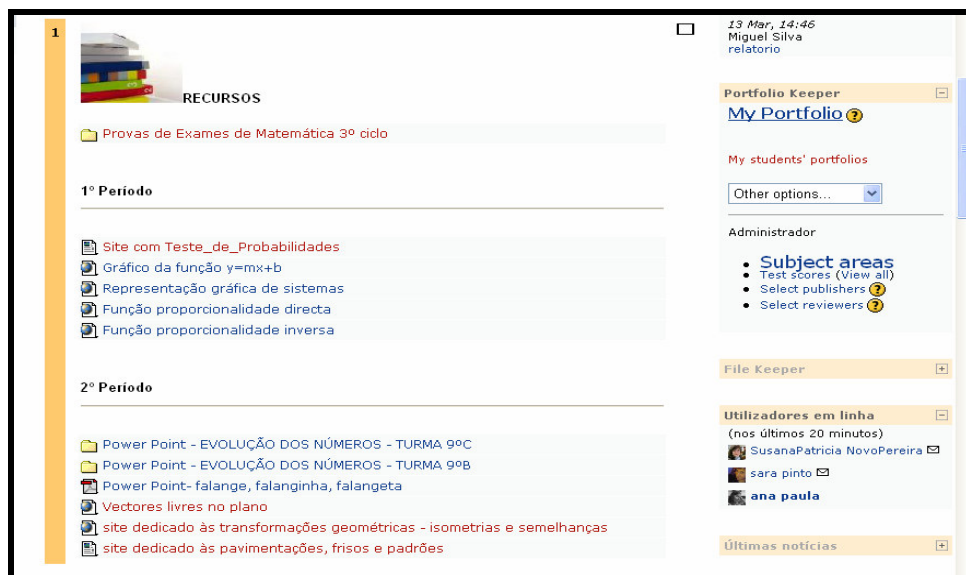 1
RECURSOS
Provas de Exames de Matemática 3º ciclo
1º Período
Site com Teste_de_Probabilidades
Gráfico da função y=mx+b
Representação gráfica de sistemas
Função proporcionalidade directa
Função proporcionalidade inversa
2º Período
Power Point - EVOLUÇÃO DOS NÚMEROS - TURMA 9ºC
Power Point - EVOLUÇÃO DOS NÚMEROS - TURMA 9ºB
Power Point- falange, falanginha, falangeta
Vectores livres no plano
site dedicado às transformações geométricas - isometrias e semelhanças
site dedicado às pavimentações, frisos e padrões
13 Mar, 14:46
Miguel Silva
relatorio
Portfolio Keeper
My Portfolio ?
My students' portfolios
Other options...
Administrador
Subject areas
Test scores (View all)
Select publishers ?
Select reviewers ?
File Keeper
Utilizadores em linha
(nos últimos 20 minutos)
SusanaPatricia NovoPereira
sara pinto
ana paula
Últimas notícias